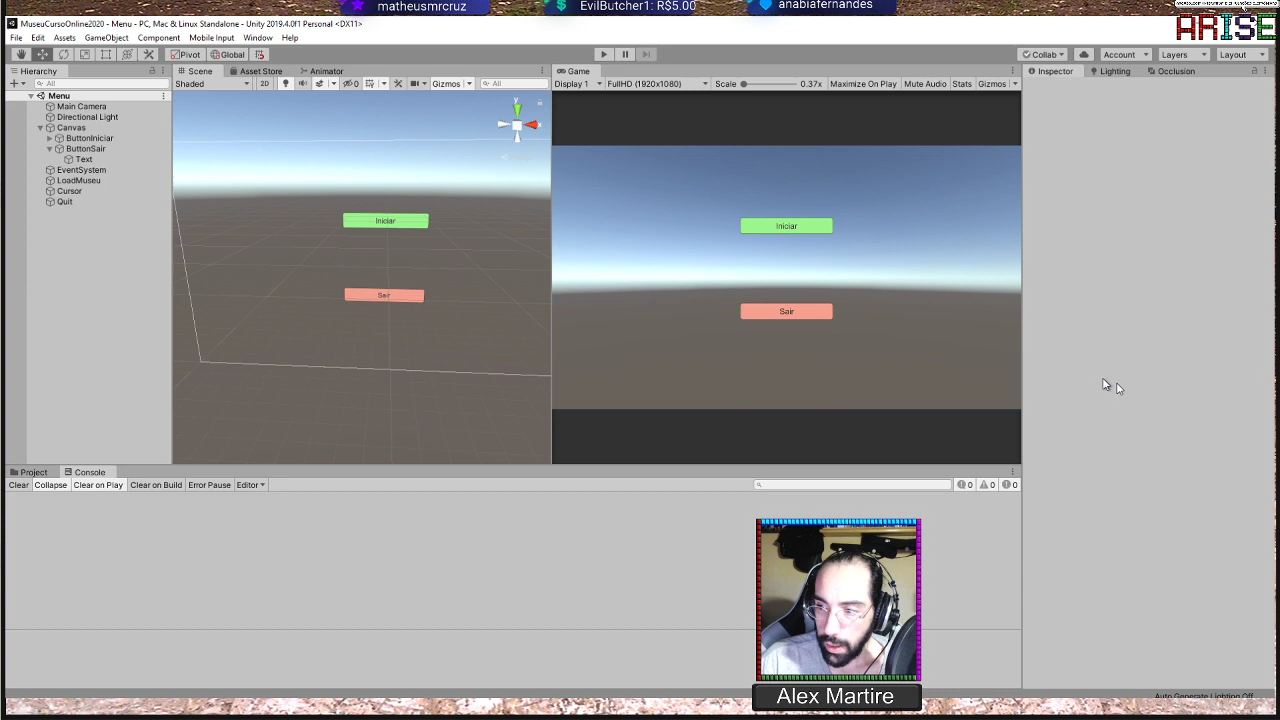 matheusmrcruz
EvilButcher1: R$5.00
anabiafernandes
ARISE
MuseuCursoOnline2020 - Menu - PC, Mac & Linux Standalone - Unity 2019.4.0f1 Personal <DX11>
File Edit Assets GameObject Component Mobile Input Window Help
Pivot Global
Collab Account Layers Layout
Hierarchy Scene Asset Store Animator Game Inspector Lighting Occlusion
All
Shaded 2D 0 Gizmos All
Display 1 FullHD (1920x1080) Scale 0.37x Maximize On Play Mute Audio Stats Gizmos
Menu
Main Camera
Directional Light
Canvas
ButtonIniciar
ButtonSair
Text
EventSystem
LoadMuseu
Cursor
Quit
y
x
Iniciar
Sair
Iniciar
Sair
Project Console
Clear Collapse Clear on Play Clear on Build Error Pause Editor
0 0 0
Alex Martire
Auto Generate Lighting Off